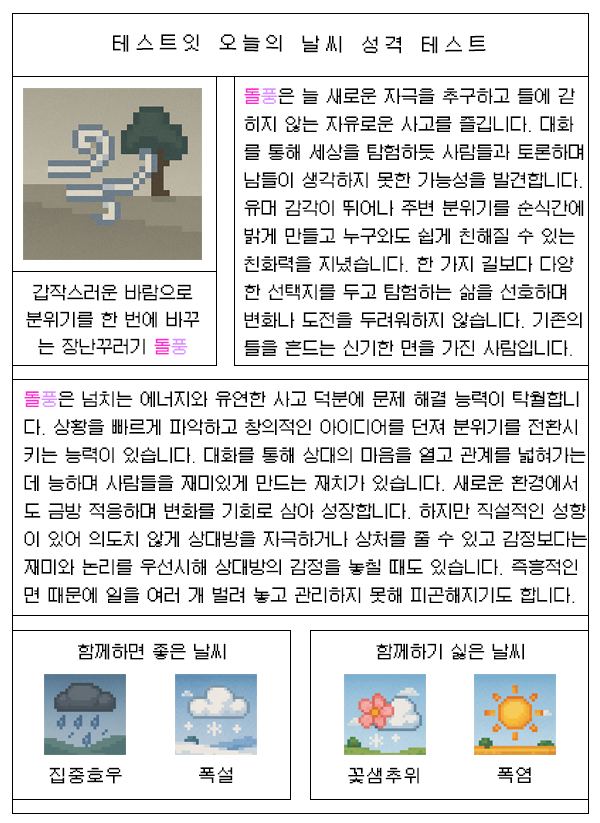 테스트잇 오늘의 날씨 성격 테스트
갑작스러운 바람으로
분위기를 한 번에 바꾸
는 장난꾸러기 돌풍
돌풍은 늘 새로운 자극을 추구하고 틀에 갇
히지 않는 자유로운 사고를 즐깁니다. 대화
를 통해 세상을 탐험하듯 사람들과 토론하며
남들이 생각하지 못한 가능성을 발견합니다.
유머 감각이 뛰어나 주변 분위기를 순식간에
밝게 만들고 누구와도 쉽게 친해질 수 있는
친화력을 지녔습니다. 한 가지 길보다 다양
한 선택지를 두고 탐험하는 삶을 선호하며
변화나 도전을 두려워하지 않습니다. 기존의
틀을 흔드는 신기한 면을 가진 사람입니다.
돌풍은 넘치는 에너지와 유연한 사고 덕분에 문제 해결 능력이 탁월합니
다. 상황을 빠르게 파악하고 창의적인 아이디어를 던져 분위기를 전환시
키는 능력이 있습니다. 대화를 통해 상대의 마음을 열고 관계를 넓혀가는
데 능하며 사람들을 재미있게 만드는 재치가 있습니다. 새로운 환경에서
도 금방 적응하며 변화를 기회로 삼아 성장합니다. 하지만 직설적인 성향
이 있어 의도치 않게 상대방을 자극하거나 상처를 줄 수 있고 감정보다는
재미와 논리를 우선시해 상대방의 감정을 놓칠 때도 있습니다. 즉흥적인
면 때문에 일을 여러 개 벌려 놓고 관리하지 못해 피곤해지기도 합니다.
함께하면 좋은 날씨
집중호우 폭설
함께하기 싫은 날씨
꽃샘추위 폭염